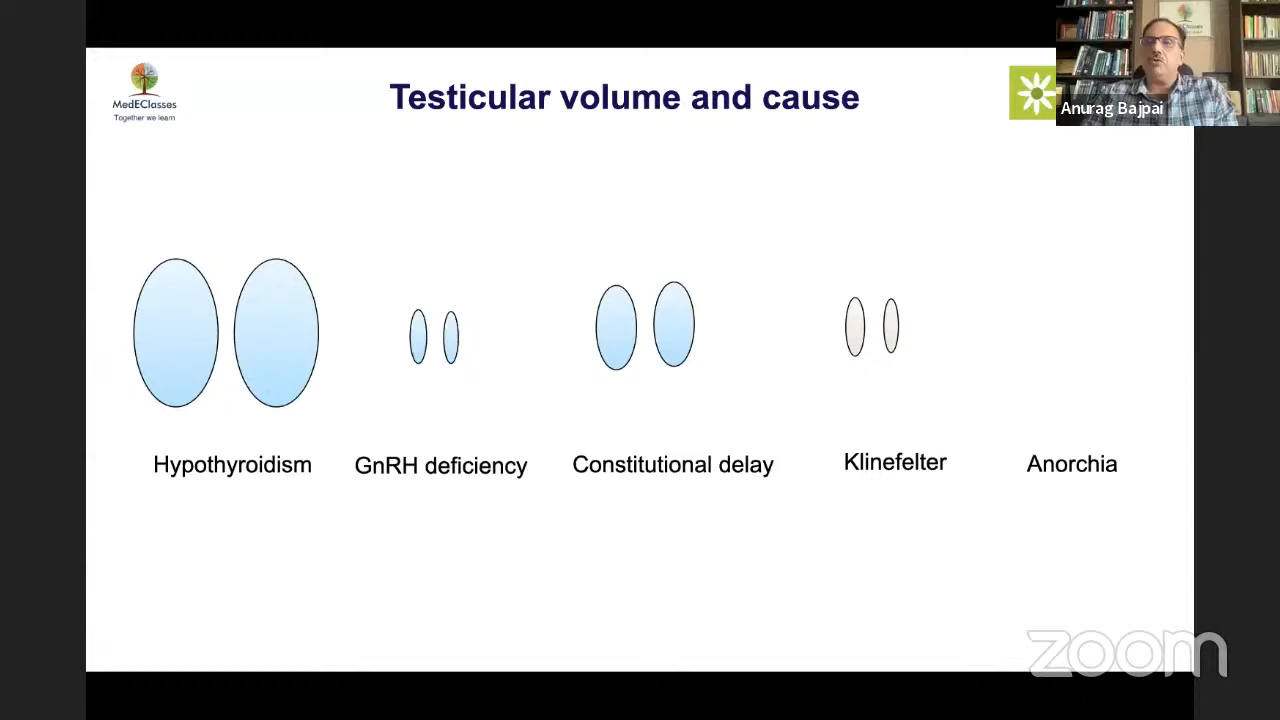 MedEClasses
Together we learn
Testicular volume and cause
Anurag Bajpai
Hypothyroidism
GnRH deficiency
Constitutional delay
Klinefelter
Anorchia
zoom